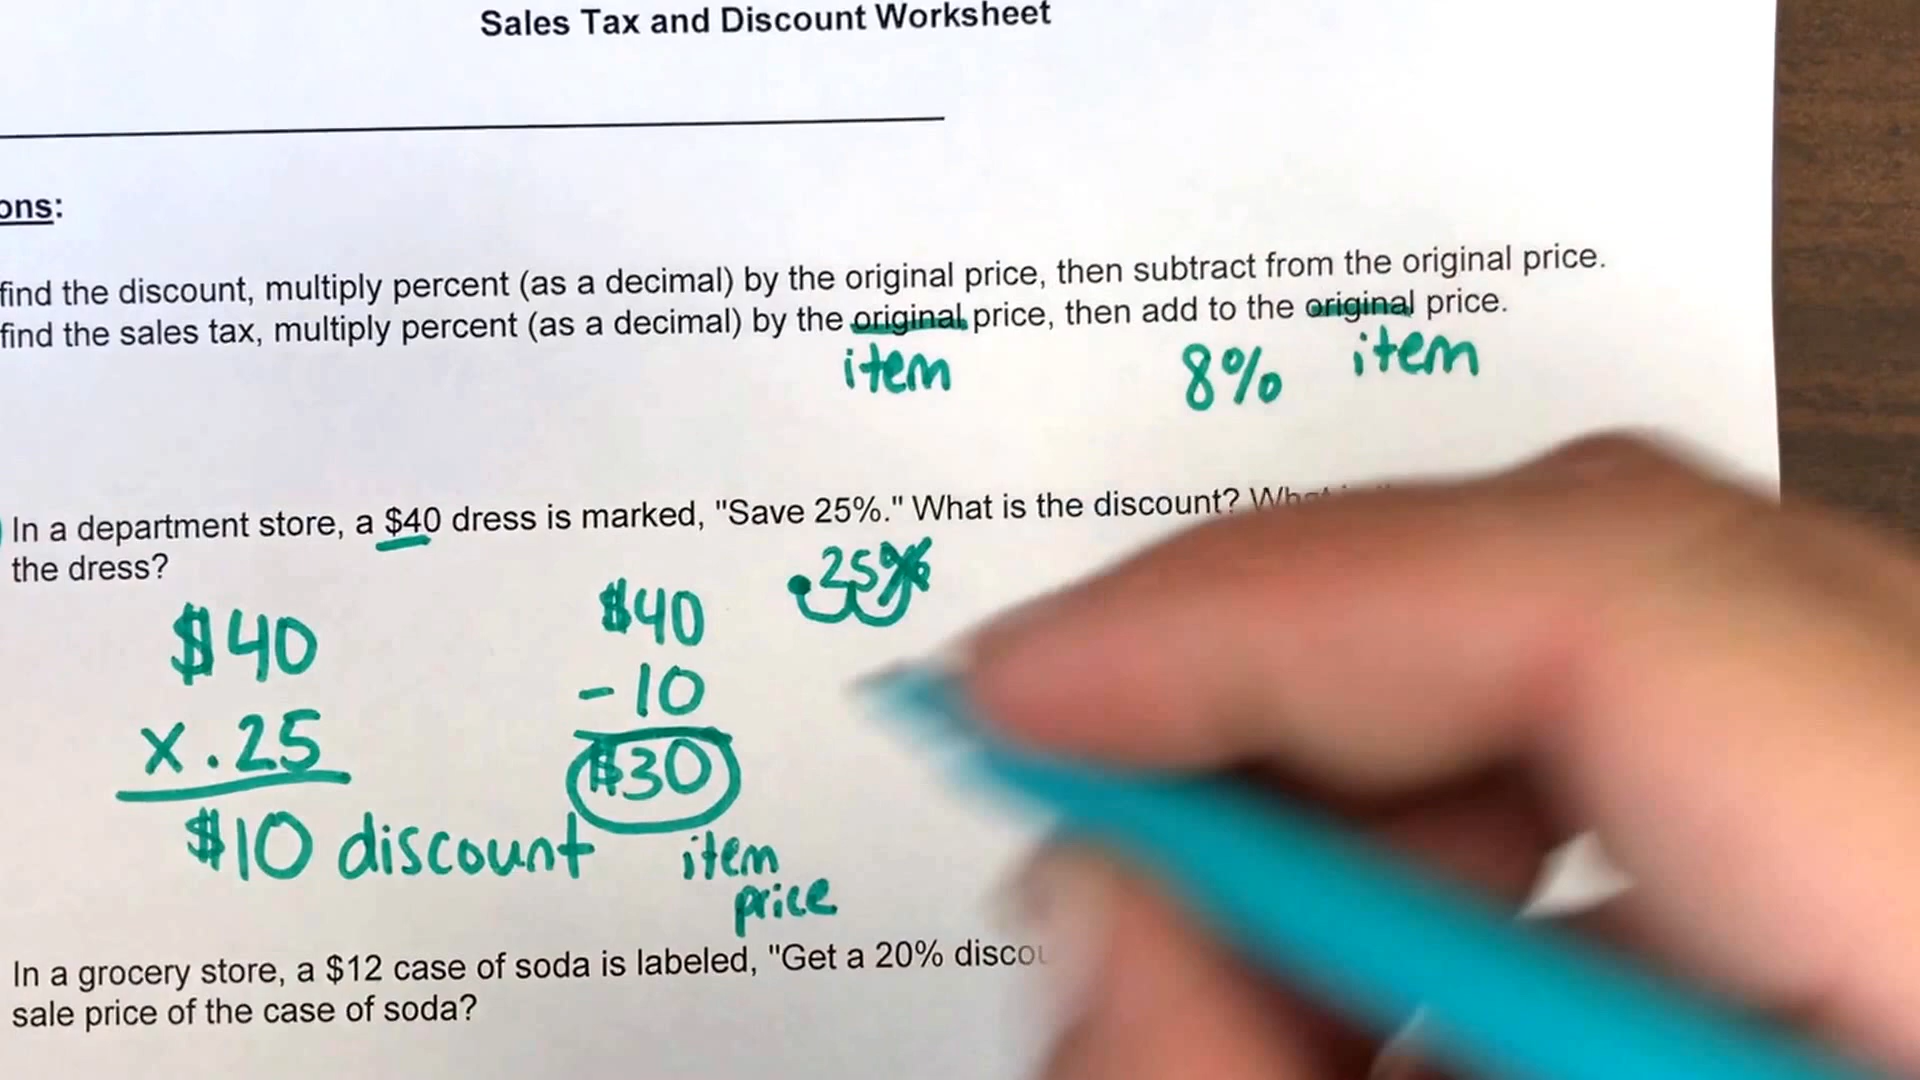 Sales Tax and Discount Worksheet
ons:
find the discount, multiply percent (as a decimal) by the original price, then subtract from the original price.
find the sales tax, multiply percent (as a decimal) by the original price, then add to the original price.
item 8% item
In a department store, a $40 dress is marked, "Save 25%." What is the discount?
the dress?
.25%
$40
x .25
$10 discount
$40
- 10
$30
item
price
In a grocery store, a $12 case of soda is labeled, "Get a 20% discou
sale price of the case of soda?